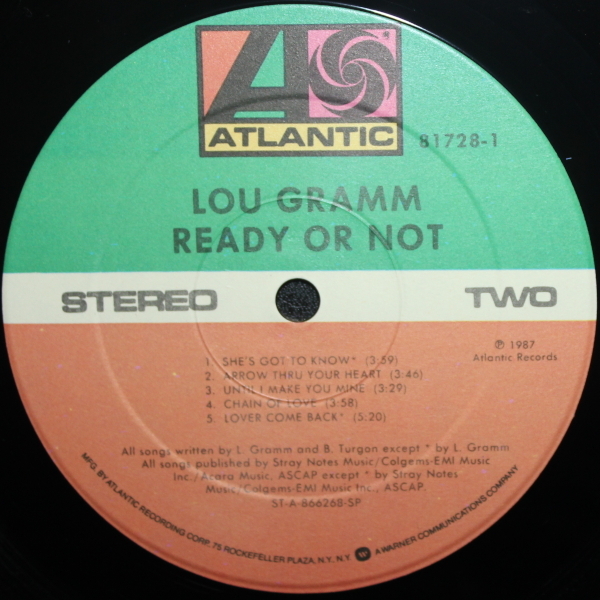 ATLANTIC
®
81728-1
LOU GRAMM
READY OR NOT
STEREO
TWO
℗ 1987
Atlantic Records
1. SHE'S GOT TO KNOW* (3:59)
2. ARROW THRU YOUR HEART (3:46)
3. UNTIL I MAKE YOU MINE (3:29)
4. CHAIN OF LOVE (3:58)
5. LOVER COME BACK* (5:20)
All songs written by L. Gramm and B. Turgon except * by L. Gramm
All songs published by Stray Notes Music/Colgems-EMI Music
Inc./Acara Music, ASCAP except * by Stray Notes
Music/Colgems-EMI Music Inc., ASCAP.
ST-A-866268-SP
MFG. BY ATLANTIC RECORDING CORP. 75 ROCKEFELLER PLAZA, N.Y., N.Y. W A WARNER COMMUNICATIONS COMPANY